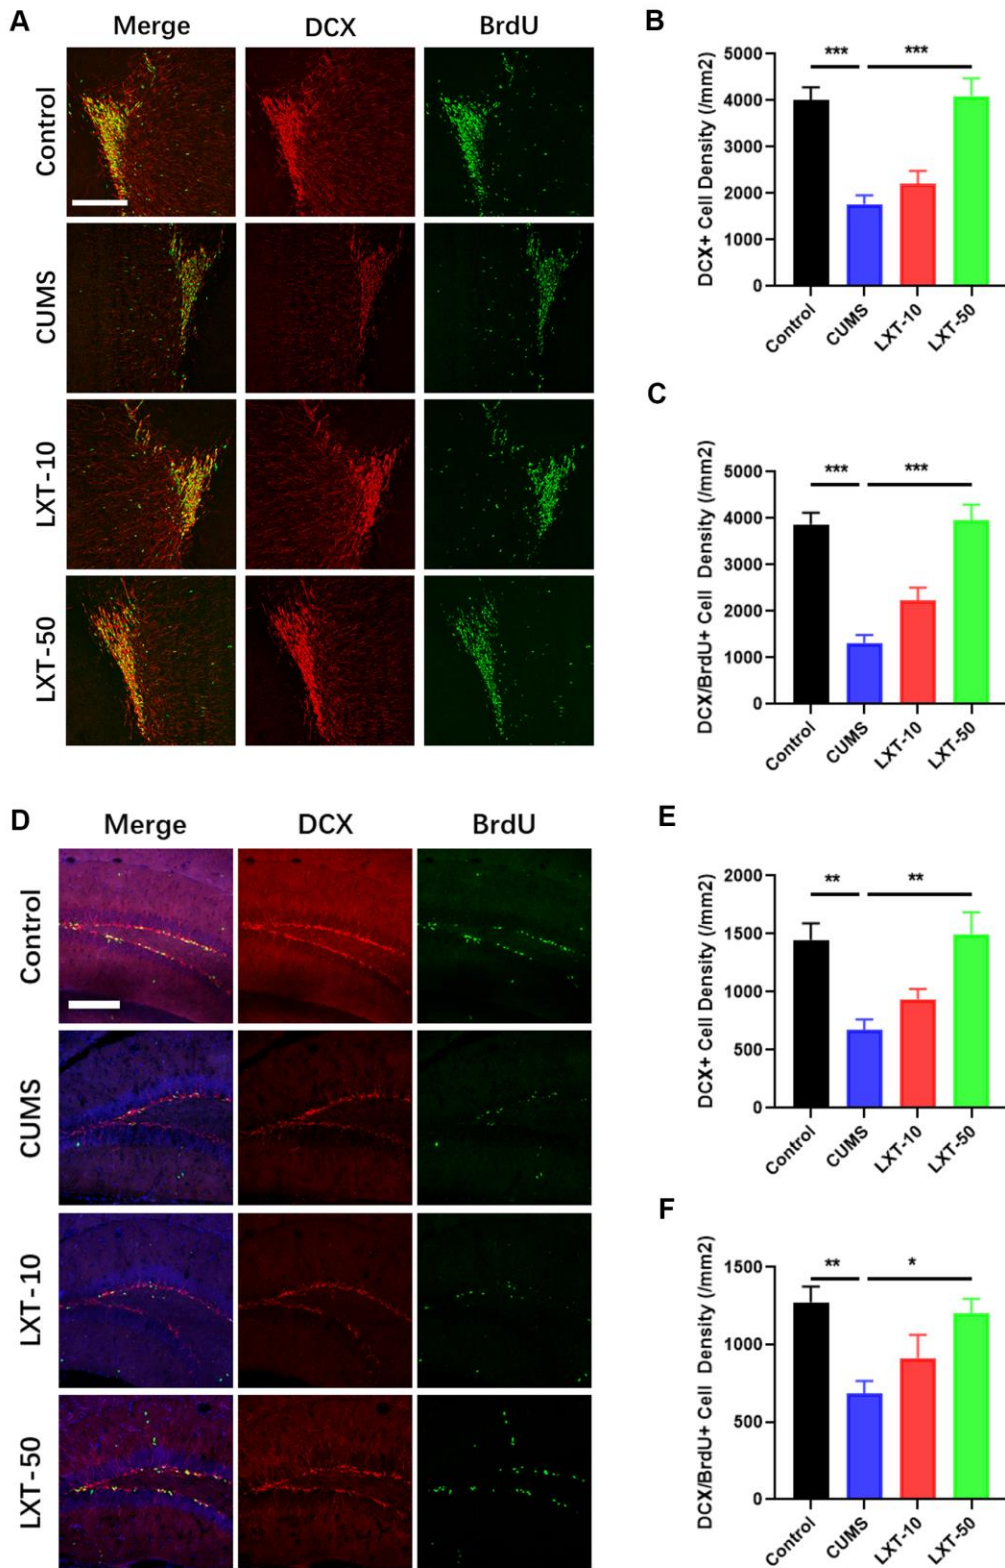 A
Merge DCX BrdU
Control
CUMS
LXT-10
LXT-50
B
DCX+ Cell Density (/mm2)
5000
4000
3000
2000
1000
0
*** ***
Control CUMS LXT-10 LXT-50
C
DCX/BrdU+ Cell Density (/mm2)
5000
4000
3000
2000
1000
0
*** ***
Control CUMS LXT-10 LXT-50
D
Merge DCX BrdU
Control
CUMS
LXT-10
LXT-50
E
DCX+ Cell Density (/mm2)
2000
1500
1000
500
0
** **
Control CUMS LXT-10 LXT-50
F
DCX/BrdU+ Cell Density (/mm2)
1500
1000
500
0
** *
Control CUMS LXT-10 LXT-50